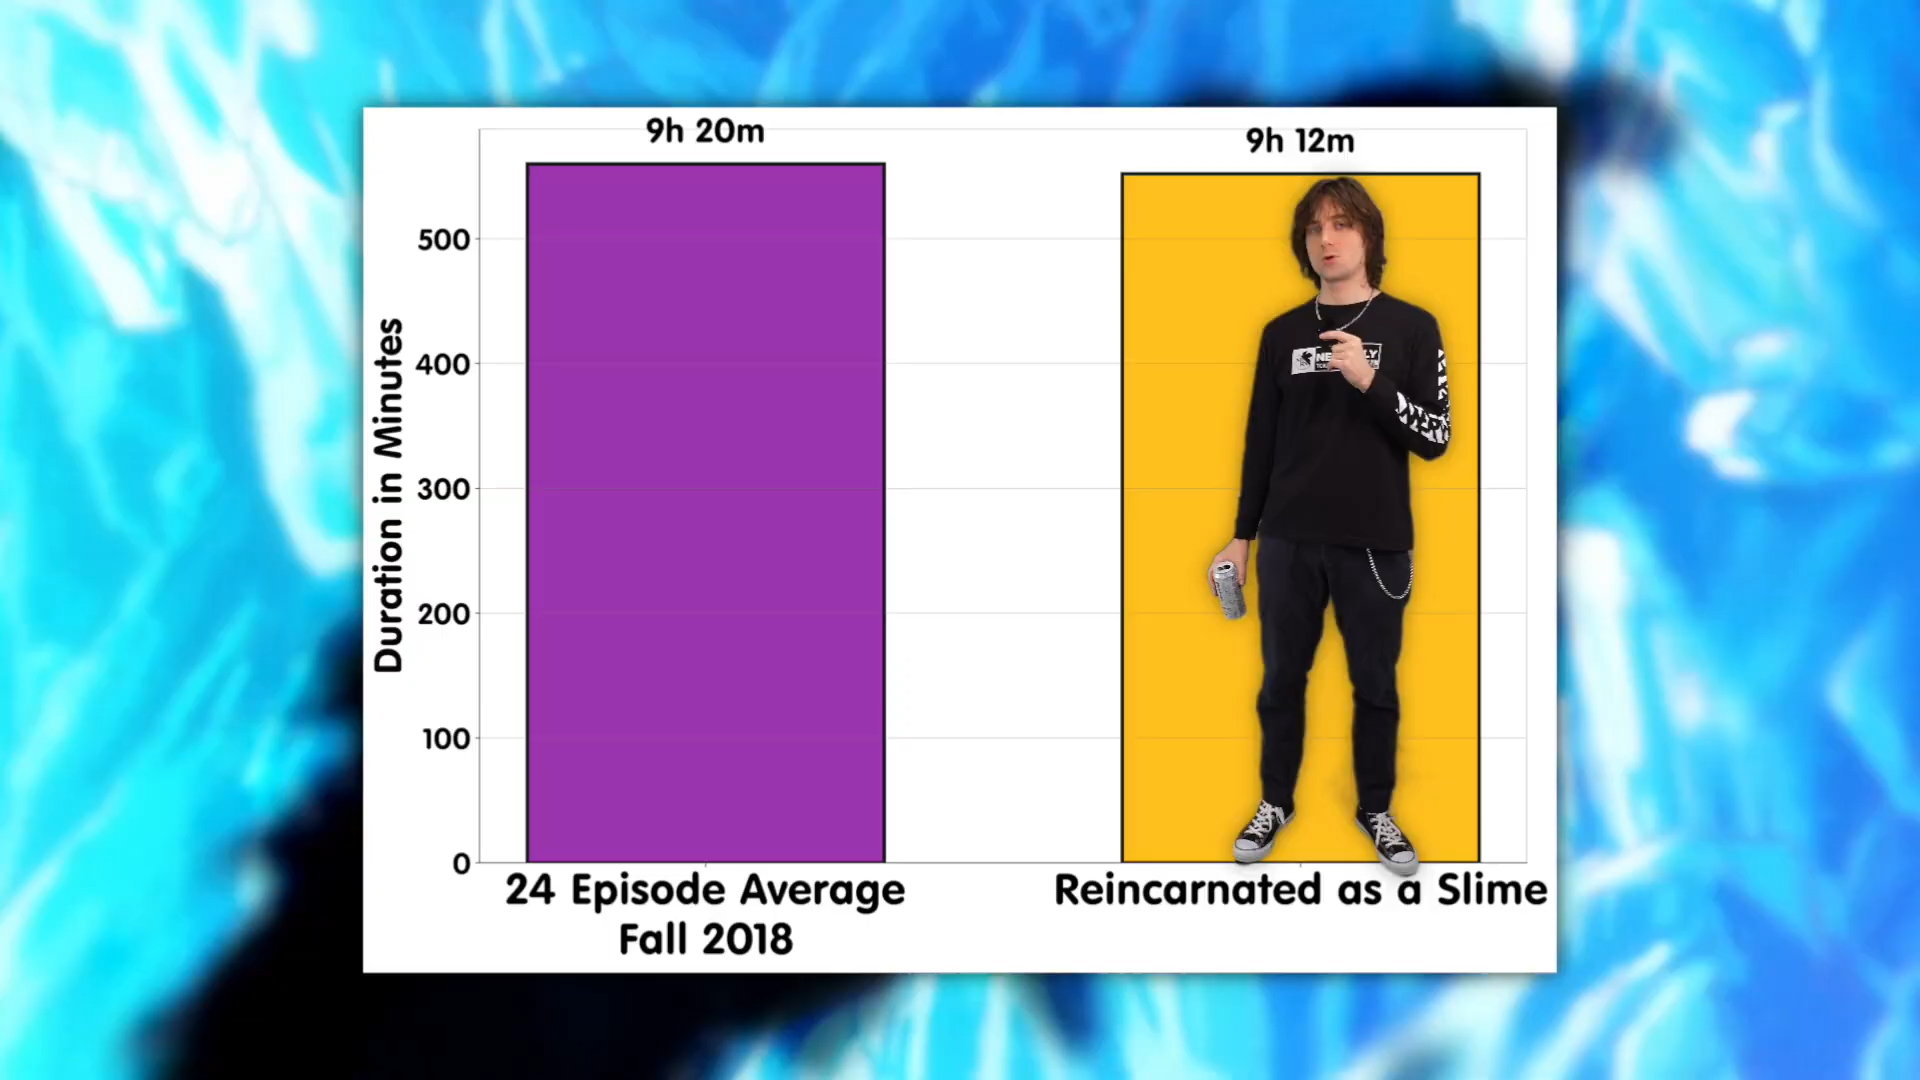 9h 20m
9h 12m
Duration in Minutes
500
400
300
200
100
0
24 Episode Average
Fall 2018
Reincarnated as a Slime